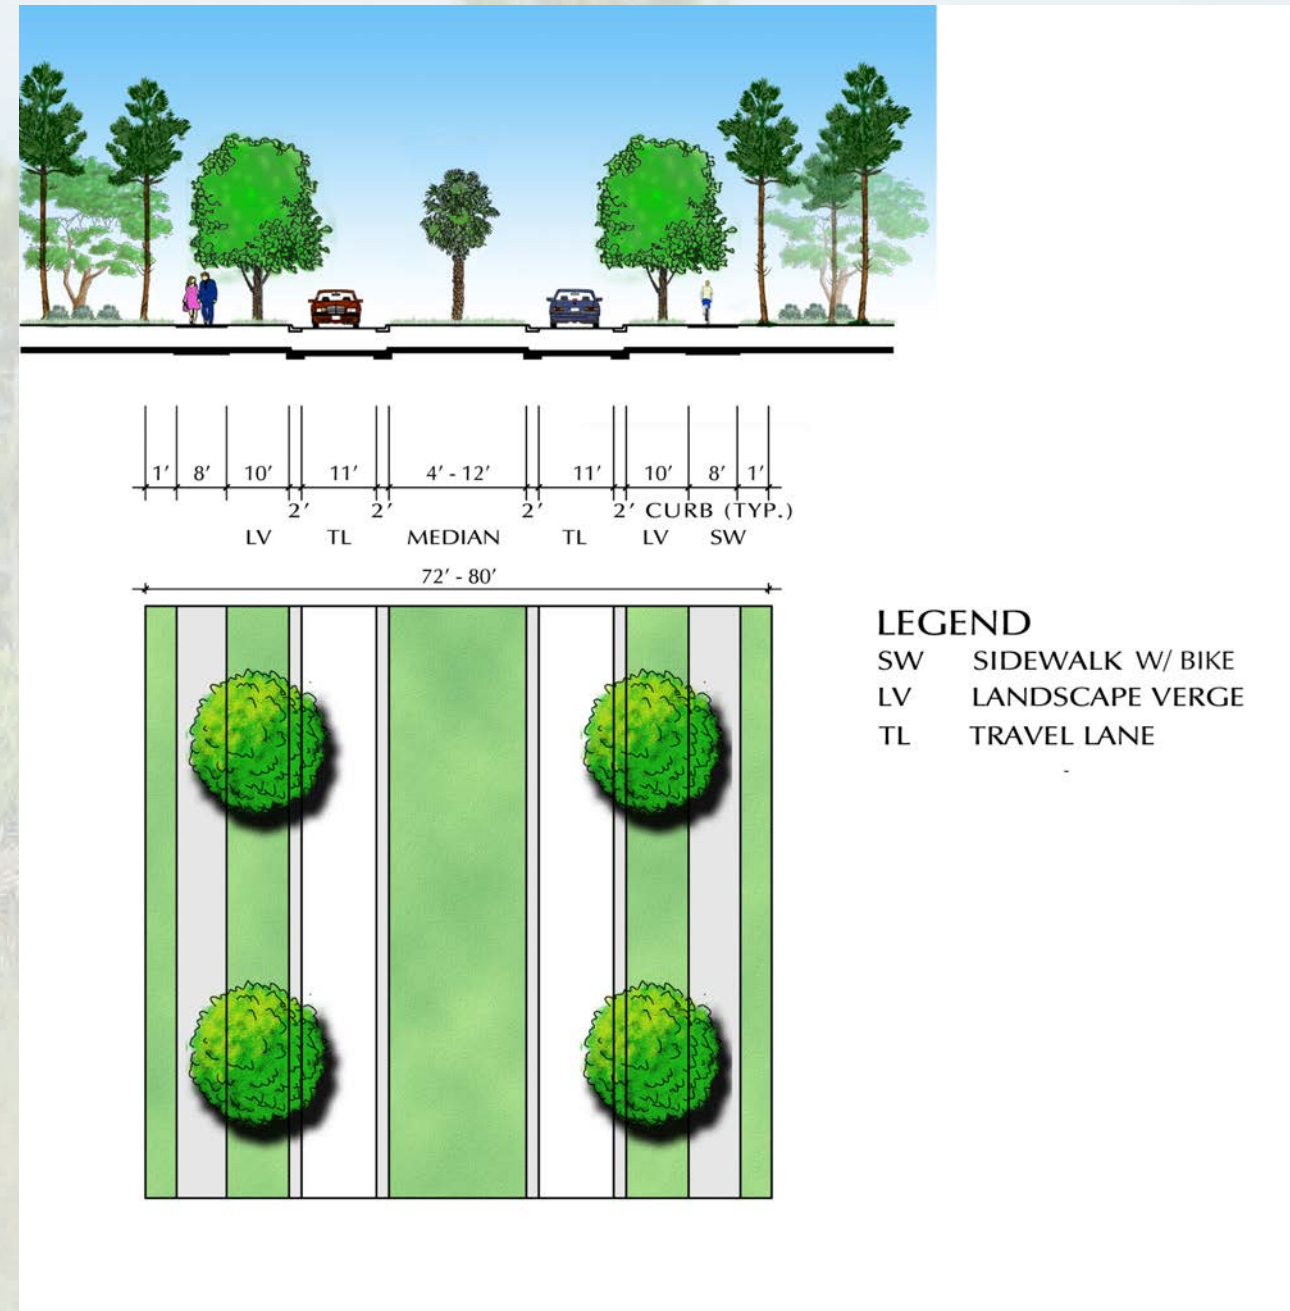 1' 8' 10' 11' 4' - 12' 11' 10' 8' 1'
2' 2' 2' 2' CURB (TYP.)
LV TL MEDIAN TL LV SW
72' - 80'
LEGEND
SW SIDEWALK W/ BIKE
LV LANDSCAPE VERGE
TL TRAVEL LANE
-